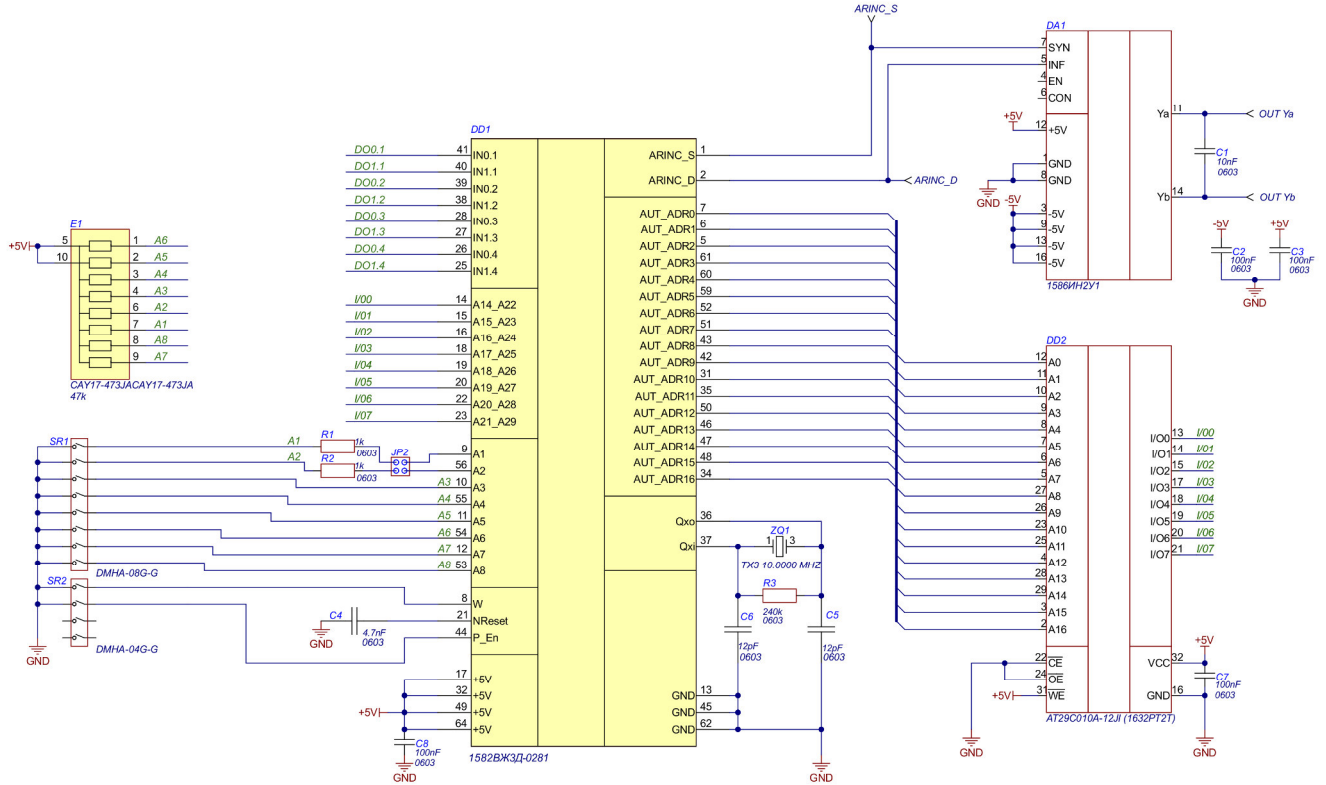 ARINC_S
DA1
7 SYN
5 INF
4 EN
6 CON
+5V
12 +5V
1 GND
8 GND
GND
-5V
3 -5V
9 -5V
13 -5V
16 -5V
Ya 11 OUT Ya
C1
10nF
0603
Yb 14 OUT Yb
1586ИН2У1
-5V
C2
100nF
0603
+5V
C3
100nF
0603
GND
DD1
DO0.1 41 IN0.1
DO1.1 40 IN1.1
DO0.2 39 IN0.2
DO1.2 38 IN1.2
DO0.3 28 IN0.3
DO1.3 27 IN1.3
DO0.4 26 IN0.4
DO1.4 25 IN1.4
I/00 14 A14_A22
I/01 15 A15_A23
I/02 16 A16_A24
I/03 18 A17_A25
I/04 19 A18_A26
I/05 20 A19_A27
I/06 22 A20_A28
I/07 23 A21_A29
9 A1
56 A2
A3 10 A3
A4 55 A4
A5 11 A5
A6 54 A6
A7 12 A7
A8 53 A8
8 W
21 NReset
44 P_En
17 +5V
32 +5V
49 +5V
64 +5V
+5V
C8
100nF
0603
GND
ARINC_S 1
ARINC_D 2
ARINC_D
AUT_ADR0 7
AUT_ADR1 6
AUT_ADR2 5
AUT_ADR3 61
AUT_ADR4 60
AUT_ADR5 59
AUT_ADR6 52
AUT_ADR7 51
AUT_ADR8 43
AUT_ADR9 42
AUT_ADR10 31
AUT_ADR11 35
AUT_ADR12 50
AUT_ADR13 46
AUT_ADR14 47
AUT_ADR15 48
AUT_ADR16 34
Qxo 36
Qxi 37
GND 13
GND 45
GND 62
1582ВЖ3Д-0281
ZQ1
1 3
TX3 10.0000 MHZ
R3
240k
0603
C6
12pF
0603
C5
12pF
0603
GND
E1
+5V
5
10
1 A6
2 A5
3 A4
4 A3
6 A2
7 A1
8 A8
9 A7
CAY17-473JACAY17-473JA
47k
SR1
A1
R1
1k
0603
A2
R2
1k
0603
JP2
DMHA-08G-G
SR2
DMHA-04G-G
GND
C4
4.7nF
0603
GND
DD2
12 A0
11 A1
10 A2
9 A3
8 A4
7 A5
6 A6
5 A7
27 A8
26 A9
23 A10
25 A11
4 A12
28 A13
29 A14
3 A15
2 A16
22 CE
24 OE
+5V 31 WE
GND
I/O0 13 I/00
I/O1 14 I/01
I/O2 15 I/02
I/O3 17 I/03
I/O4 18 I/04
I/O5 19 I/05
I/O6 20 I/06
I/O7 21 I/07
+5V
VCC 32
GND 16
C7
100nF
0603
GND
AT29C010A-12JI (1632РТ2Т)